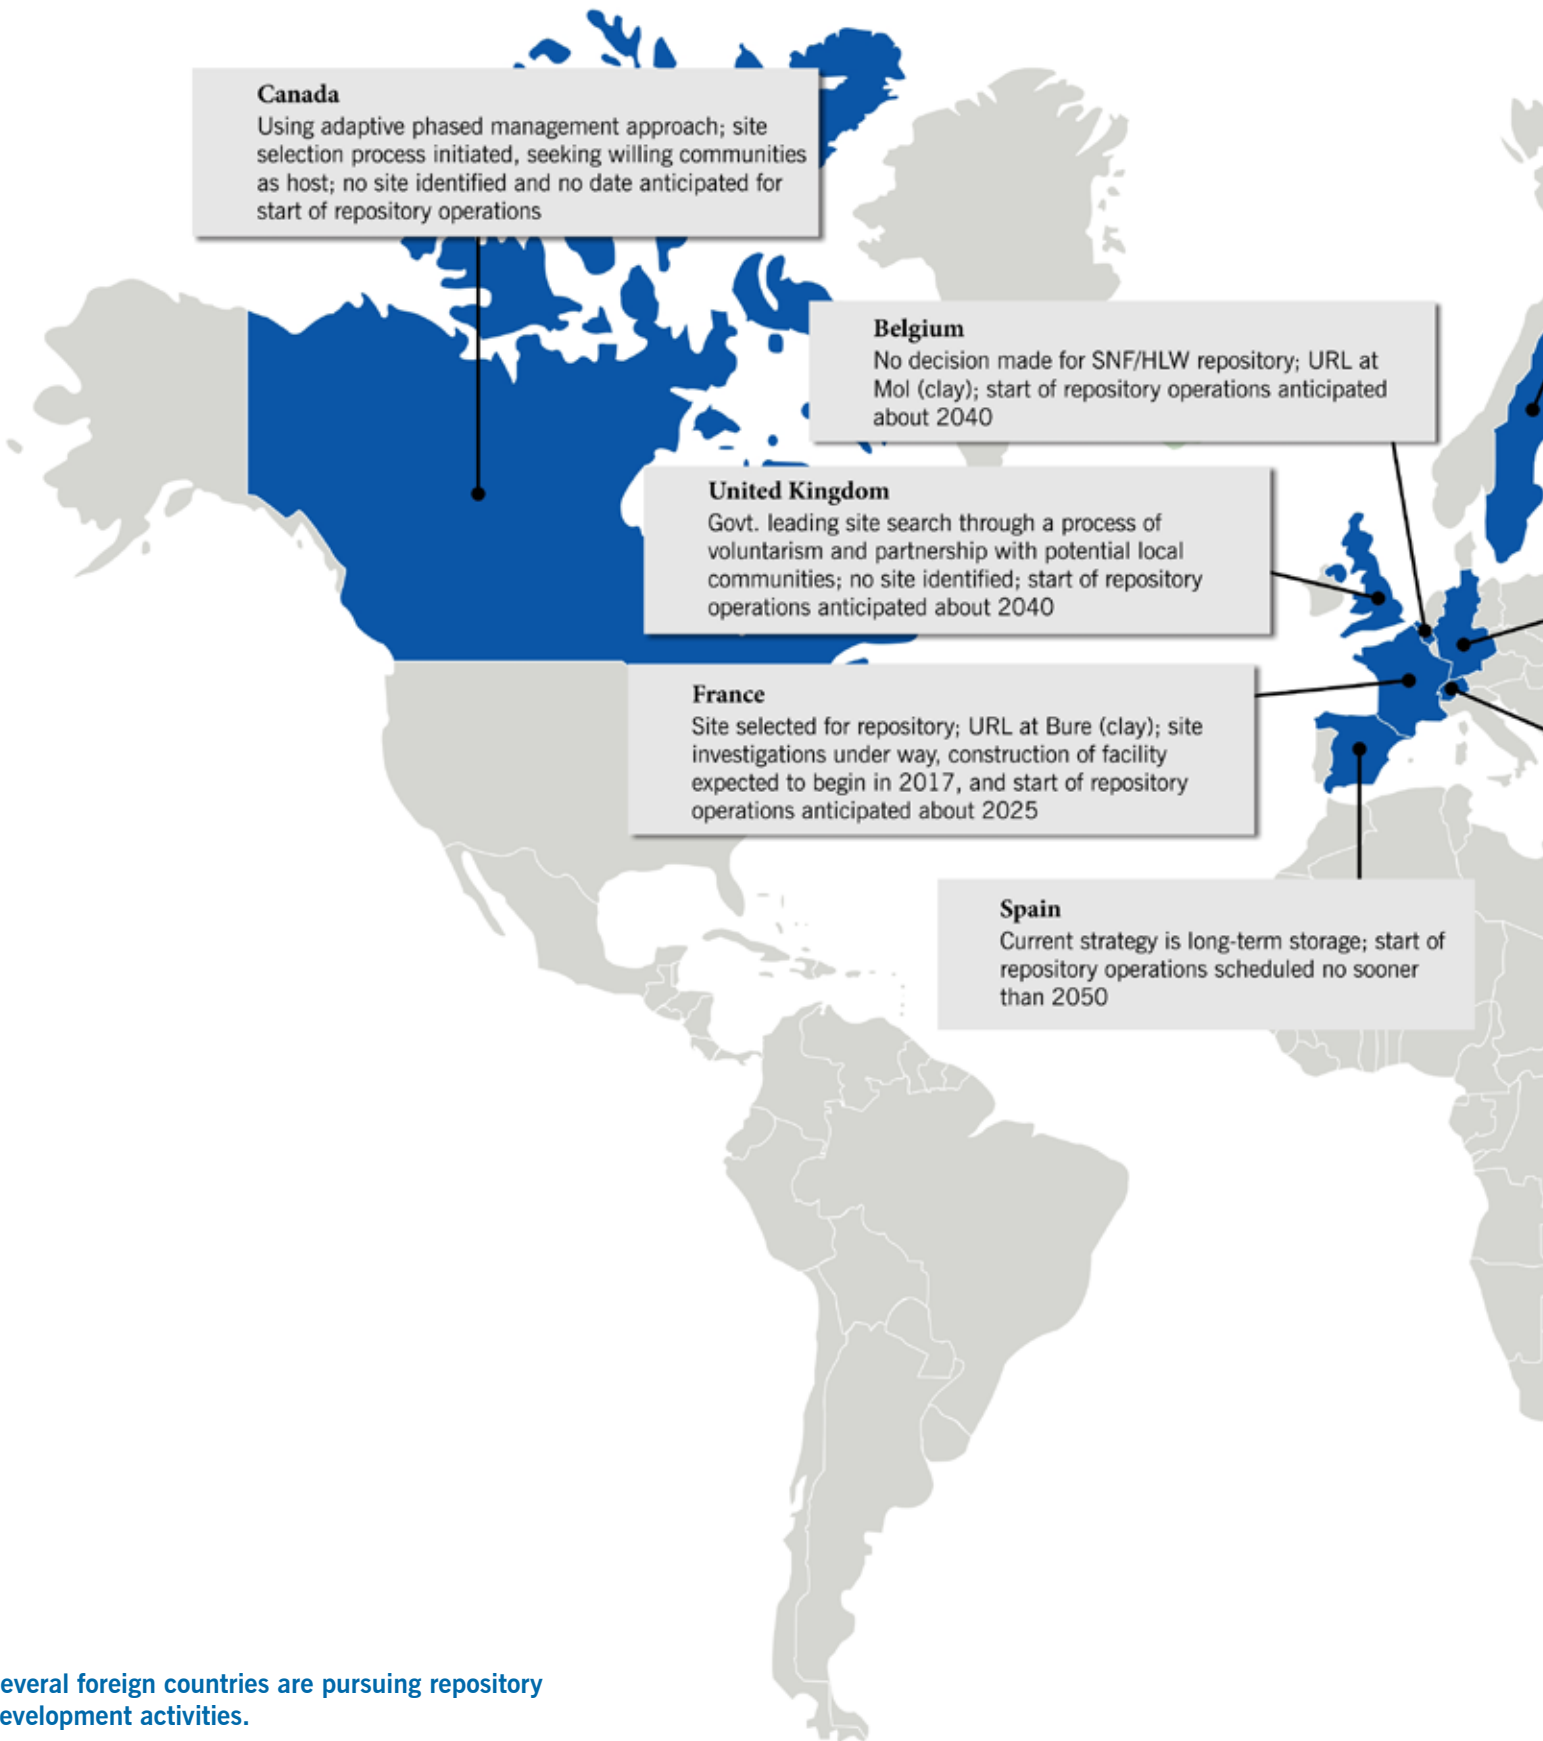 Canada
Using adaptive phased management approach; site
selection process initiated, seeking willing communities
as host; no site identified and no date anticipated for
start of repository operations
Belgium
No decision made for SNF/HLW repository; URL at
Mol (clay); start of repository operations anticipated
about 2040
United Kingdom
Govt. leading site search through a process of
voluntarism and partnership with potential local
communities; no site identified; start of repository
operations anticipated about 2040
France
Site selected for repository; URL at Bure (clay); site
investigations under way, construction of facility
expected to begin in 2017, and start of repository
operations anticipated about 2025
Spain
Current strategy is long-term storage; start of
repository operations scheduled no sooner
than 2050
everal foreign countries are pursuing repository
evelopment activities.